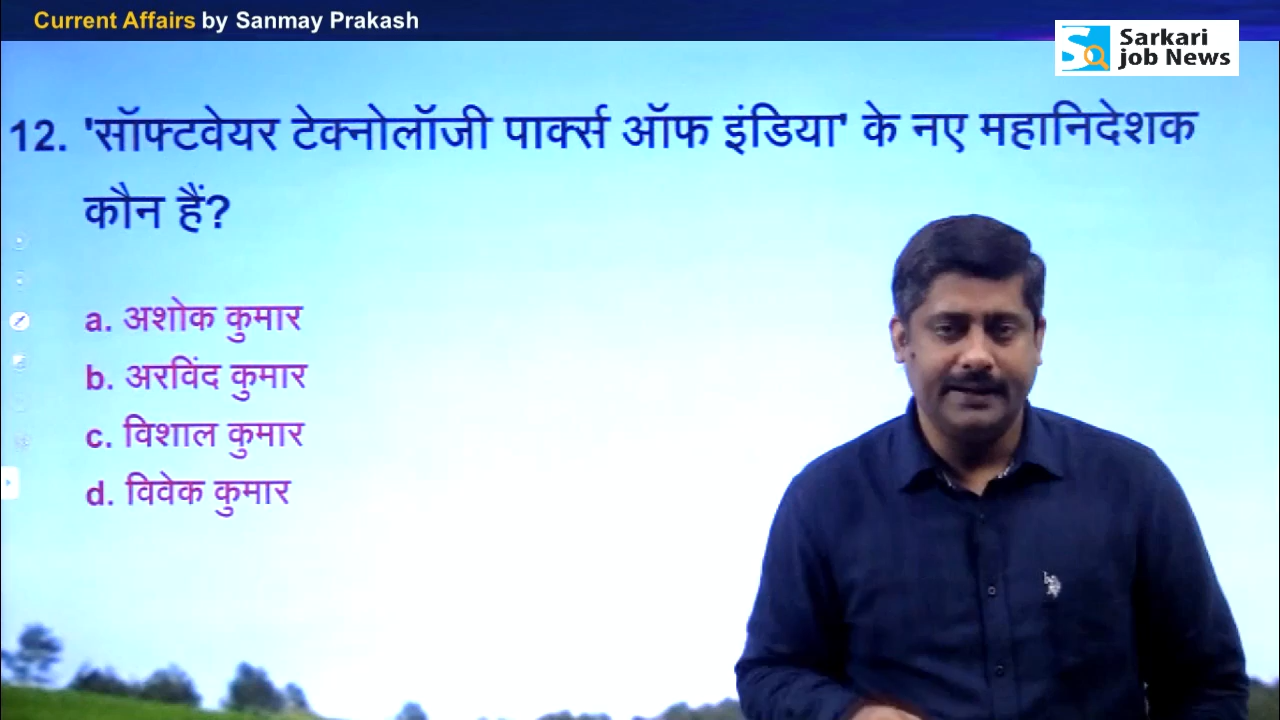 Current Affairs by Sanmay Prakash
Sarkari
Job News
12. 'सॉफ्टवेयर टेक्नोलॉजी पार्क्स ऑफ इंडिया' के नए महानिदेशक
कौन हैं?
a. अशोक कुमार
b. अरविंद कुमार
c. विशाल कुमार
d. विवेक कुमार